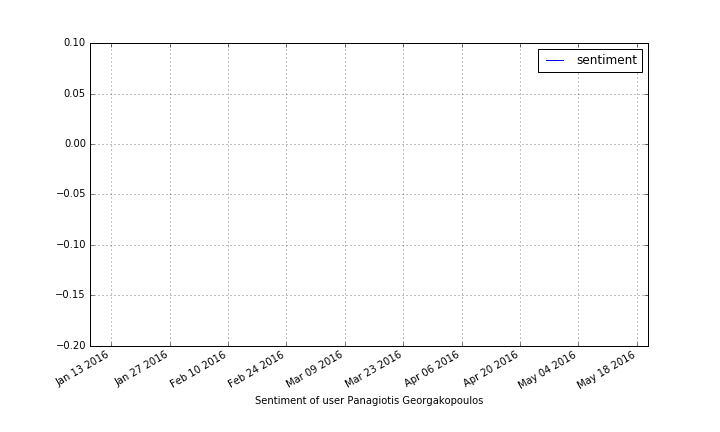 0.10
sentiment
0.05
0.00
−0.05
−0.10
−0.15
−0.20
Jan 13 2016
Jan 27 2016
Feb 10 2016
Feb 24 2016
Mar 09 2016
Mar 23 2016
Apr 06 2016
Apr 20 2016
May 04 2016
May 18 2016
Sentiment of user Panagiotis Georgakopoulos